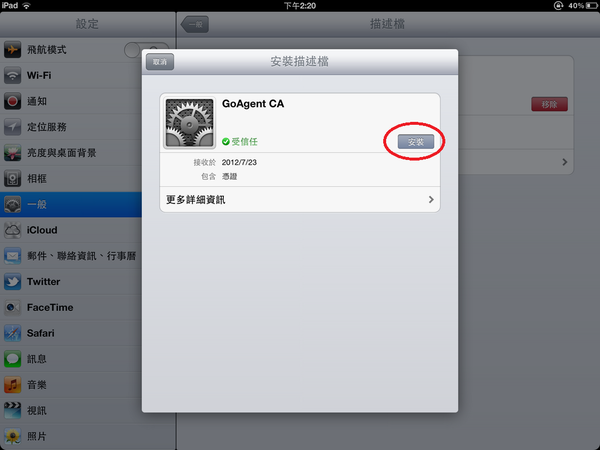 iPad
下午2:20
40%
設定
一般
描述檔
飛航模式
Wi-Fi
通知
定位服務
亮度與桌面背景
相框
一般
iCloud
郵件、聯絡資訊、行事曆
Twitter
FaceTime
Safari
訊息
音樂
視訊
照片
移除
取消
安裝描述檔
GoAgent CA
受信任
安裝
接收於 2012/7/23
包含 憑證
更多詳細資訊